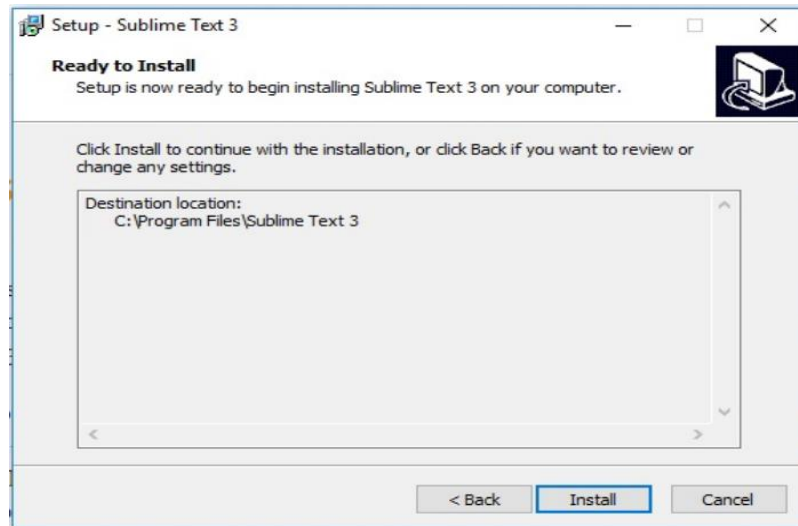 Setup - Sublime Text 3
Ready to Install
Setup is now ready to begin installing Sublime Text 3 on your computer.
Click Install to continue with the installation, or click Back if you want to review or
change any settings.
Destination location:
C:\Program Files\Sublime Text 3
< Back
Install
Cancel